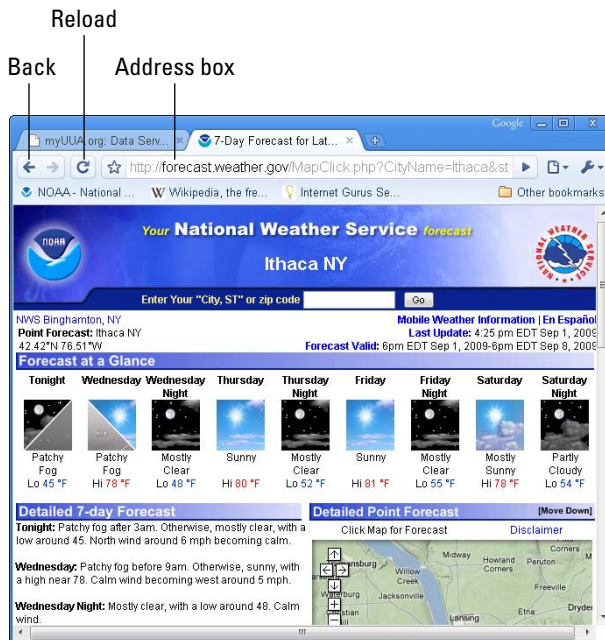 Reload
Back Address box
Google
myUUA.org: Data Serv... 7-Day Forecast for Lat...
http://forecast.weather.gov/MapClick.php?CityName=Ithaca&st
NOAA - National ... Wikipedia, the fre... Internet Gurus Se... Other bookmarks
NOAA
Your National Weather Service forecast
Ithaca NY
NATIONAL WEATHER SERVICE
Enter Your "City, ST" or zip code Go
NWS Binghamton, NY Mobile Weather Information | En Español
Point Forecast: Ithaca NY Last Update: 4:25 pm EDT Sep 1, 2009
42.42°N 76.51°W Forecast Valid: 6pm EDT Sep 1, 2009-6pm EDT Sep 8, 2009
Forecast at a Glance
Tonight Wednesday Wednesday Night Thursday Thursday Night Friday Friday Night Saturday Saturday Night
Patchy Fog Patchy Fog Mostly Clear Sunny Mostly Clear Sunny Mostly Clear Mostly Sunny Partly Cloudy
Lo 45 °F Hi 78 °F Lo 48 °F Hi 80 °F Lo 52 °F Hi 81 °F Lo 55 °F Hi 78 °F Lo 54 °F
Detailed 7-day Forecast
Tonight: Patchy fog after 3am. Otherwise, mostly clear, with a
low around 45. North wind around 6 mph becoming calm.
Wednesday: Patchy fog before 9am. Otherwise, sunny, with
a high near 78. Calm wind becoming west around 5 mph.
Wednesday Night: Mostly clear, with a low around 48. Calm
wind.
Detailed Point Forecast [Move Down]
Click Map for Forecast Disclaimer
Corners
Midway Howland Corners Peruton
ansburg Willow Creek
Freeville
burg Jacksonville
Etna Dryde
stian Lansing